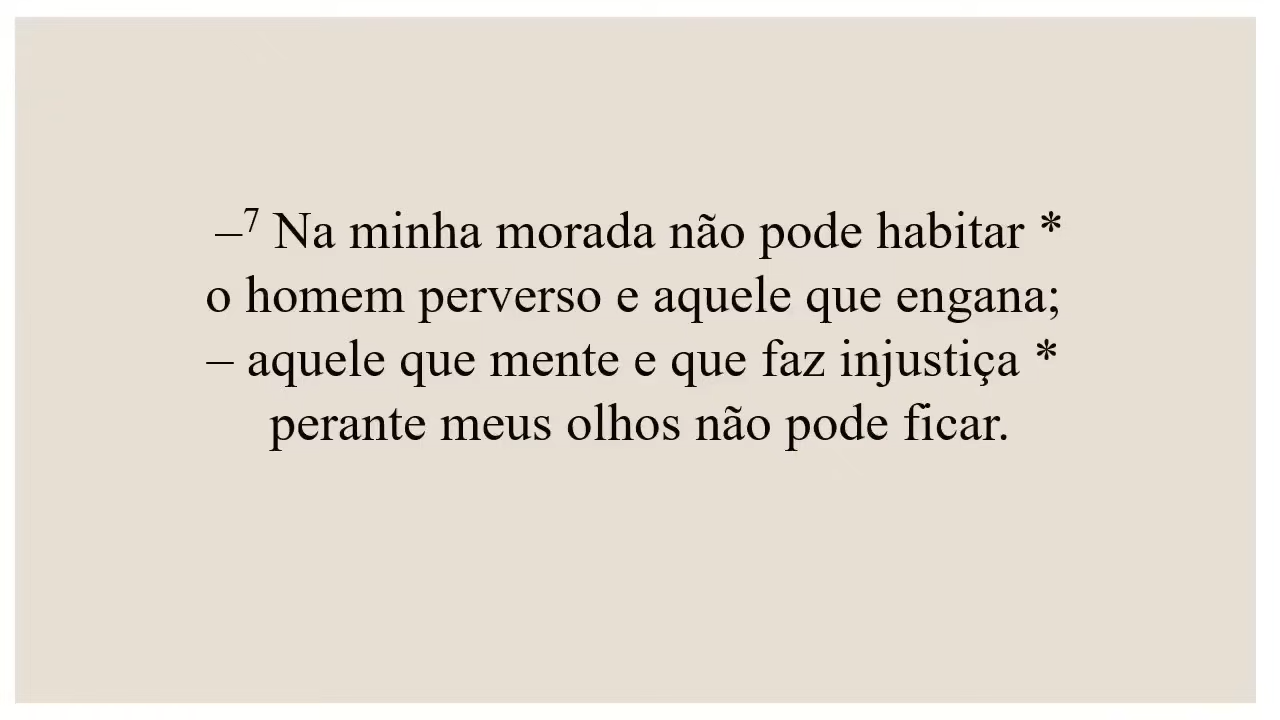 –⁷ Na minha morada não pode habitar *
o homem perverso e aquele que engana;
– aquele que mente e que faz injustiça *
perante meus olhos não pode ficar.